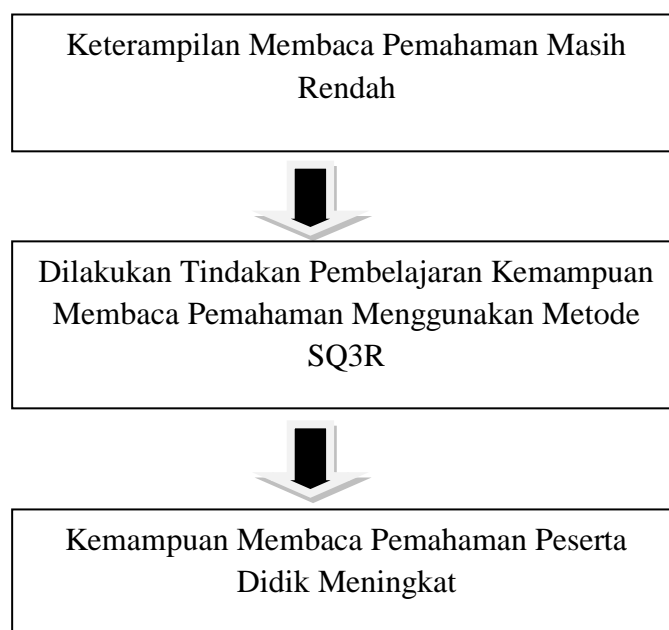 Keterampilan Membaca Pemahaman Masih
Rendah
Dilakukan Tindakan Pembelajaran Kemampuan
Membaca Pemahaman Menggunakan Metode
SQ3R
Kemampuan Membaca Pemahaman Peserta
Didik Meningkat